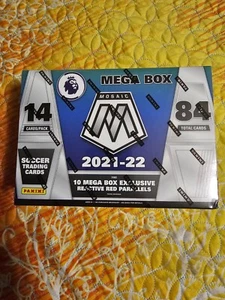 MEGA BOX
MOSAIC
14
CARDS/PACK
84
TOTAL CARDS
2021-22
SOCCER
TRADING
CARDS
PANINI
10 MEGA BOX EXCLUSIVE
REACTIVE RED PARALLELS